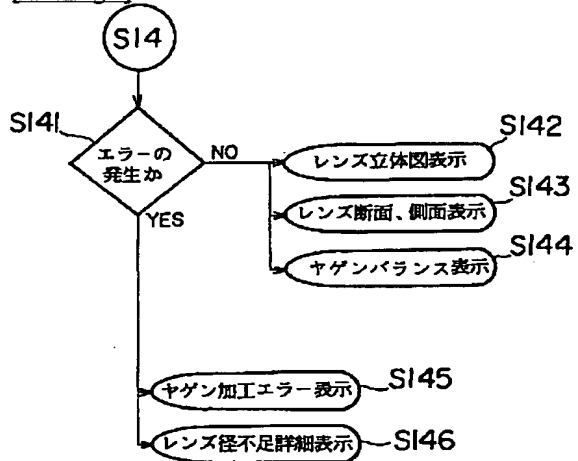 S14
S141
エラーの
発生か
NO
YES
S142
レンズ立体図表示
S143
レンズ断面、側面表示
S144
ヤゲンバランス表示
ヤゲン加工エラー表示
S145
レンズ径不足詳細表示
S146